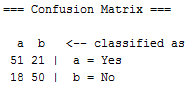 === Confusion Matrix ===
a b <-- classified as
51 21 | a = Yes
18 50 | b = No